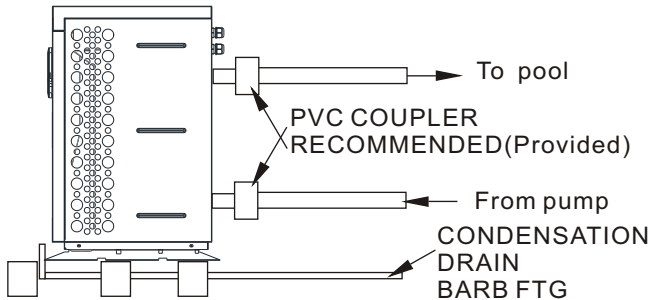 To pool
PVC COUPLER
RECOMMENDED(Provided)
From pump
CONDENSATION
DRAIN
BARB FTG